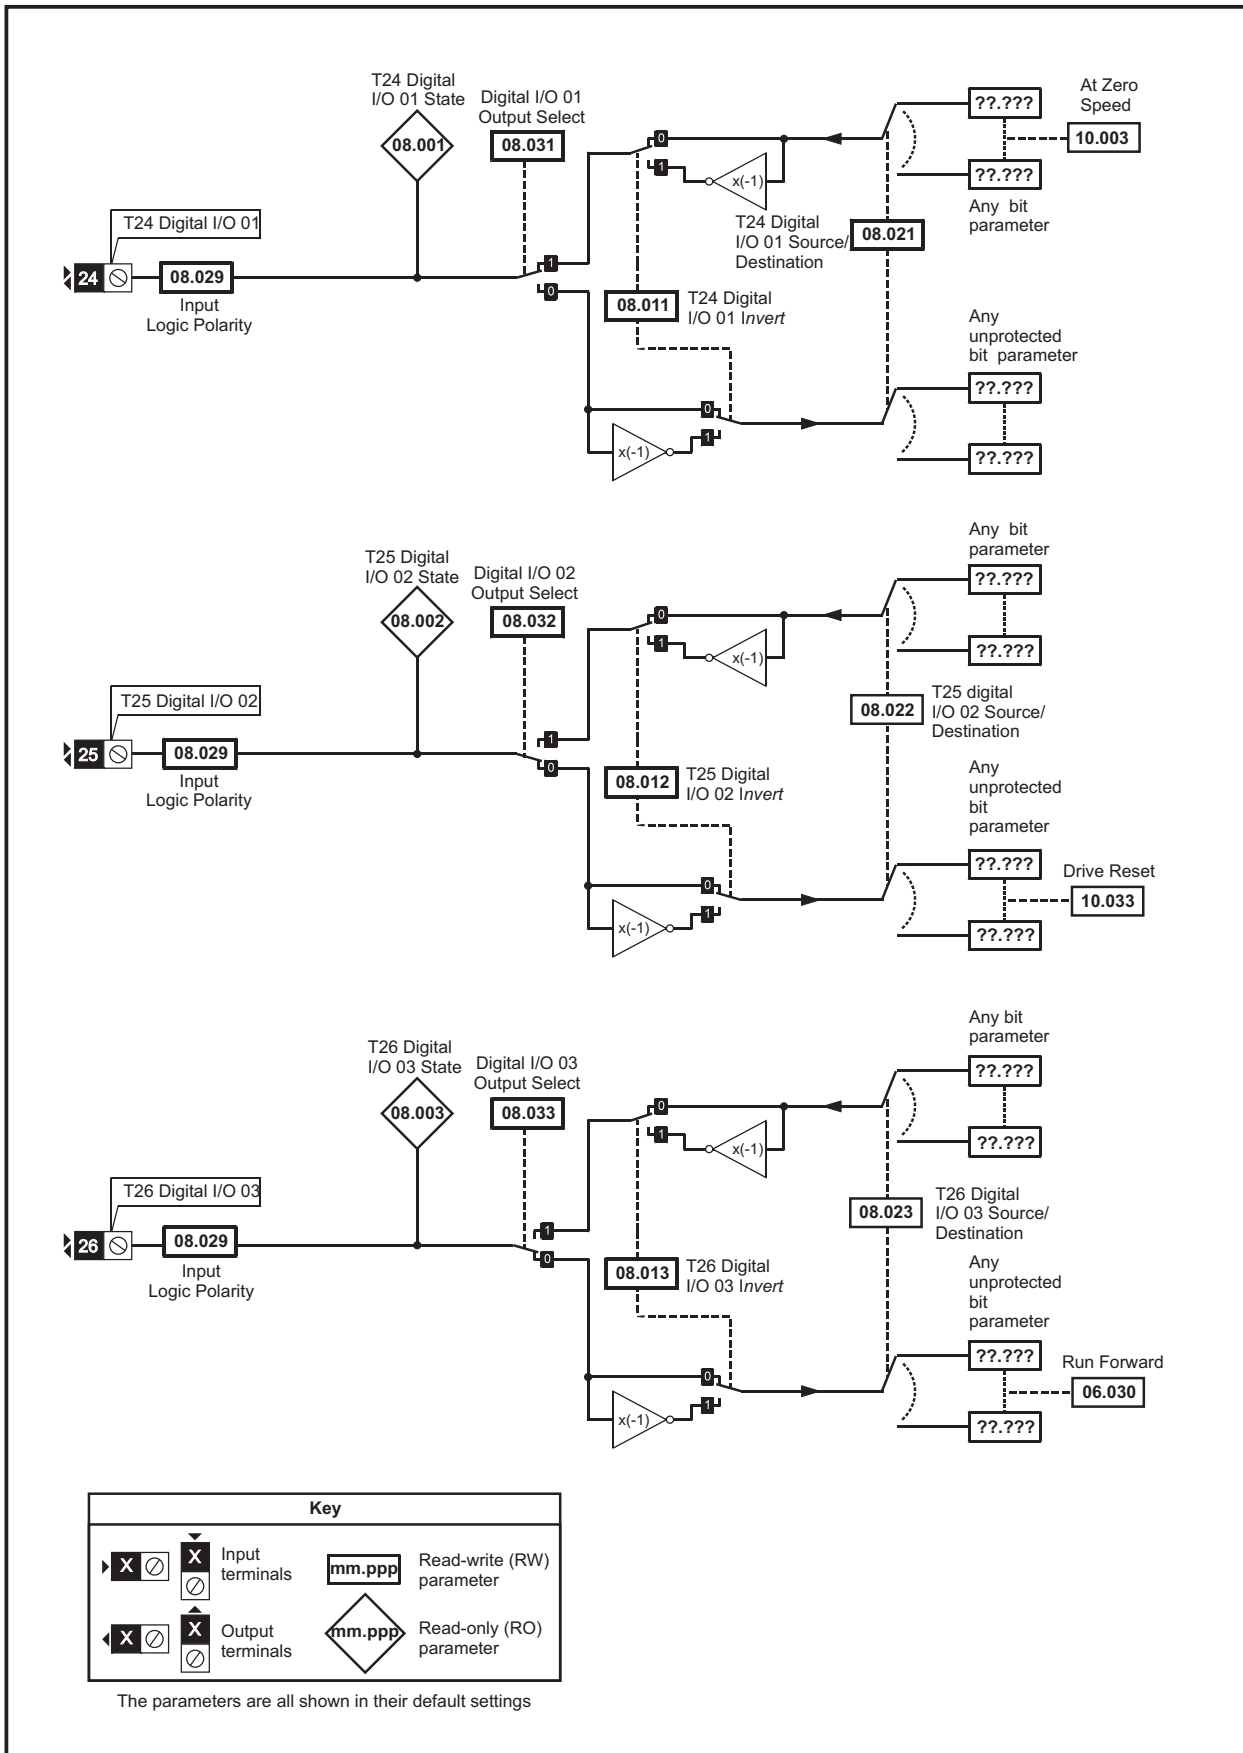 T24 Digital
I/O 01 State
08.001
Digital I/O 01
Output Select
08.031
0
1
x(-1)
??.???
??.???
At Zero
Speed
10.003
Any bit
parameter
T24 Digital I/O 01
24
08.029
Input
Logic Polarity
1
0
T24 Digital
I/O 01 Source/
Destination
08.021
08.011
T24 Digital
I/O 01 Invert
Any
unprotected
bit parameter
??.???
??.???
0
1
x(-1)
T25 Digital
I/O 02 State
08.002
Digital I/O 02
Output Select
08.032
0
1
x(-1)
Any bit
parameter
??.???
??.???
T25 Digital I/O 02
25
08.029
Input
Logic Polarity
1
0
08.022
T25 digital
I/O 02 Source/
Destination
08.012
T25 Digital
I/O 02 Invert
Any
unprotected
bit
parameter
??.???
??.???
Drive Reset
10.033
0
1
x(-1)
T26 Digital
I/O 03 State
08.003
Digital I/O 03
Output Select
08.033
0
1
x(-1)
Any bit
parameter
??.???
??.???
T26 Digital I/O 03
26
08.029
Input
Logic Polarity
1
0
08.023
T26 Digital
I/O 03 Source/
Destination
08.013
T26 Digital
I/O 03 Invert
Any
unprotected
bit
parameter
??.???
??.???
Run Forward
06.030
0
1
x(-1)
Key
X
X
Input
terminals
mm.ppp
Read-write (RW)
parameter
X
X
Output
terminals
mm.ppp
Read-only (RO)
parameter
The parameters are all shown in their default settings